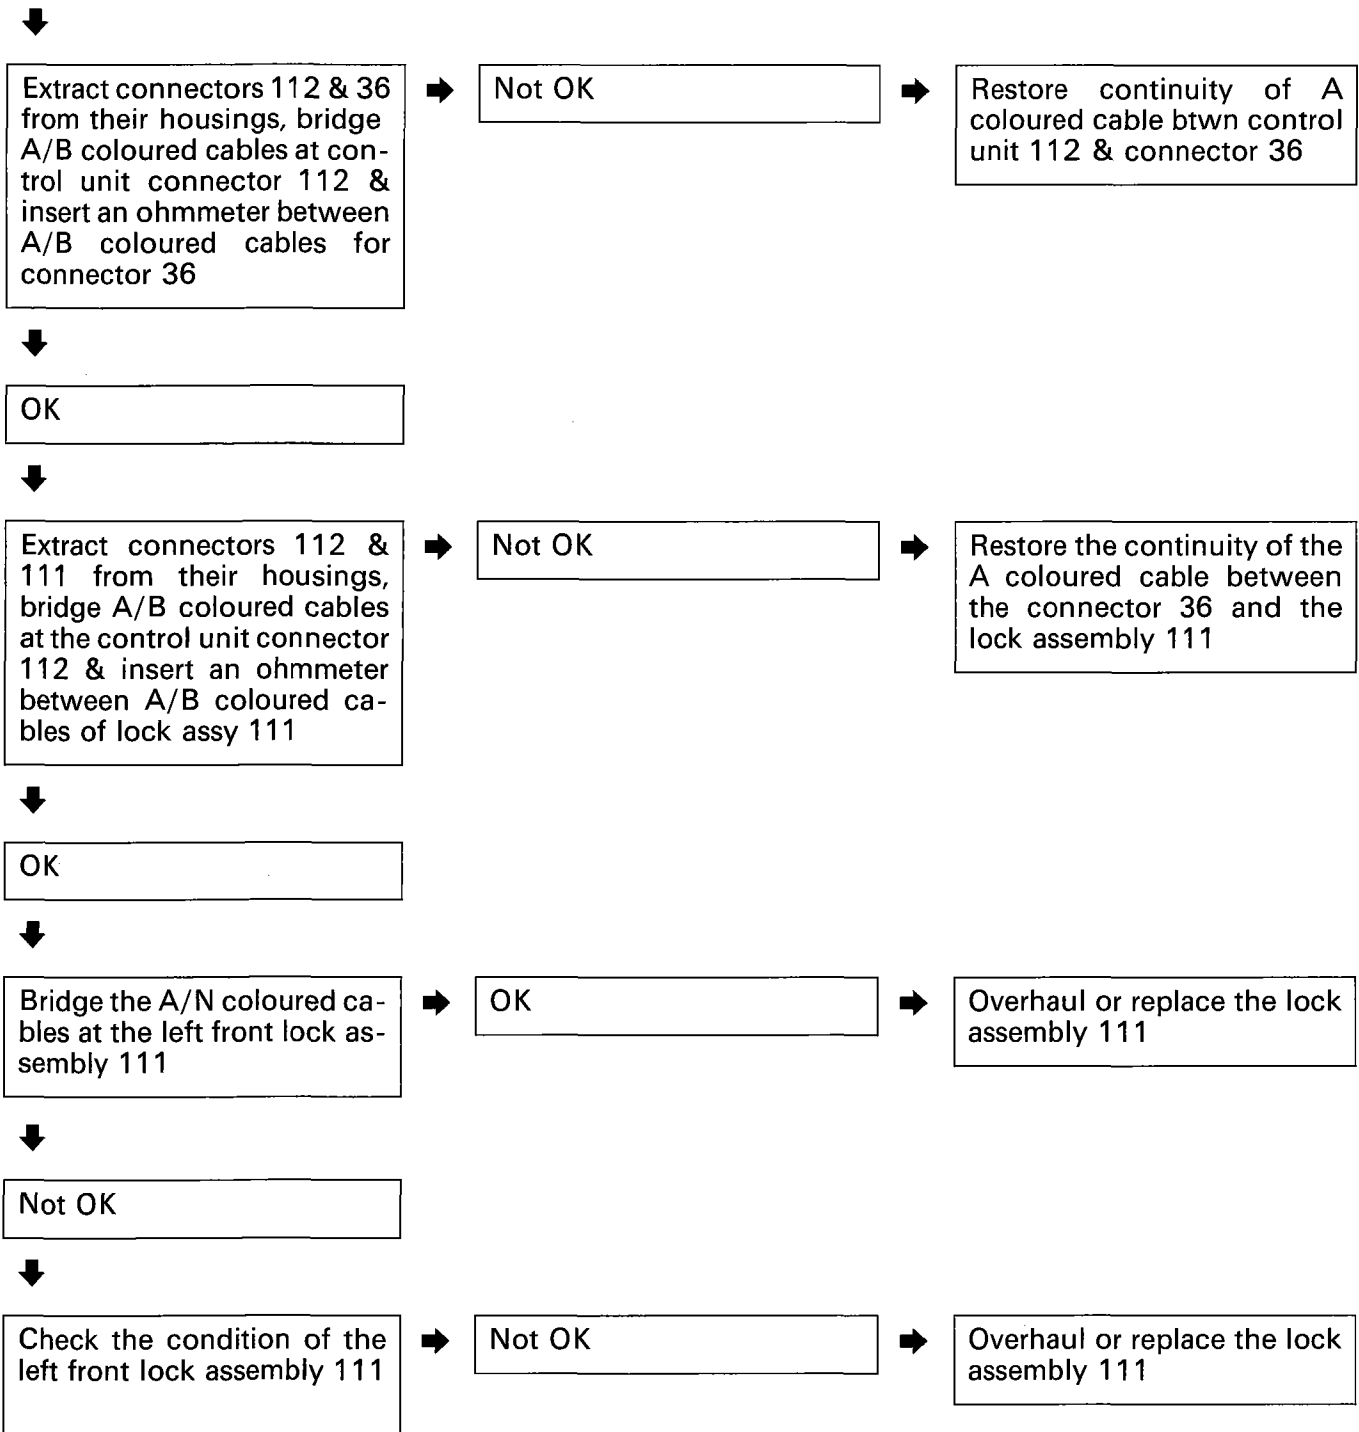 Extract connectors 112 & 36
from their housings, bridge
A/B coloured cables at con-
trol unit connector 112 &
insert an ohmmeter between
A/B coloured cables for
connector 36
Not OK
Restore continuity of A
coloured cable btwn control
unit 112 & connector 36
OK
Extract connectors 112 &
111 from their housings,
bridge A/B coloured cables
at the control unit connector
112 & insert an ohmmeter
between A/B coloured ca-
bles of lock assy 111
Not OK
Restore the continuity of the
A coloured cable between
the connector 36 and the
lock assembly 111
OK
Bridge the A/N coloured ca-
bles at the left front lock as-
sembly 111
OK
Overhaul or replace the lock
assembly 111
Not OK
Check the condition of the
left front lock assembly 111
Not OK
Overhaul or replace the lock
assembly 111